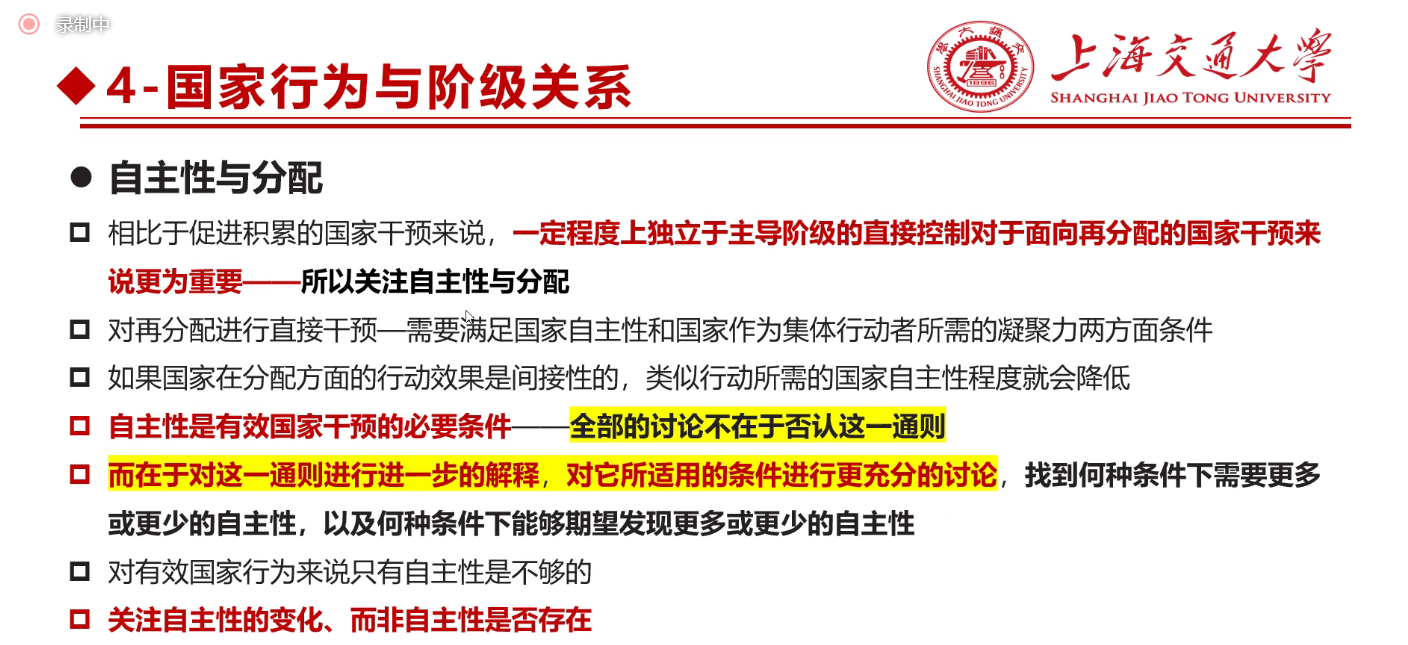 录制中
上海交通大学
SHANGHAI JIAO TONG UNIVERSITY
SHANGHAI JIAO TONG UNIVERSITY
1896
4-国家行为与阶级关系
自主性与分配
相比于促进积累的国家干预来说，一定程度上独立于主导阶级的直接控制对于面向再分配的国家干预来
说更为重要——所以关注自主性与分配
对再分配进行直接干预—需要满足国家自主性和国家作为集体行动者所需的凝聚力两方面条件
如果国家在分配方面的行动效果是间接性的，类似行动所需的国家自主性程度就会降低
自主性是有效国家干预的必要条件——全部的讨论不在于否认这一通则
而在于对这一通则进行进一步的解释，对它所适用的条件进行更充分的讨论，找到何种条件下需要更多
或更少的自主性，以及何种条件下能够期望发现更多或更少的自主性
对有效国家行为来说只有自主性是不够的
关注自主性的变化、而非自主性是否存在